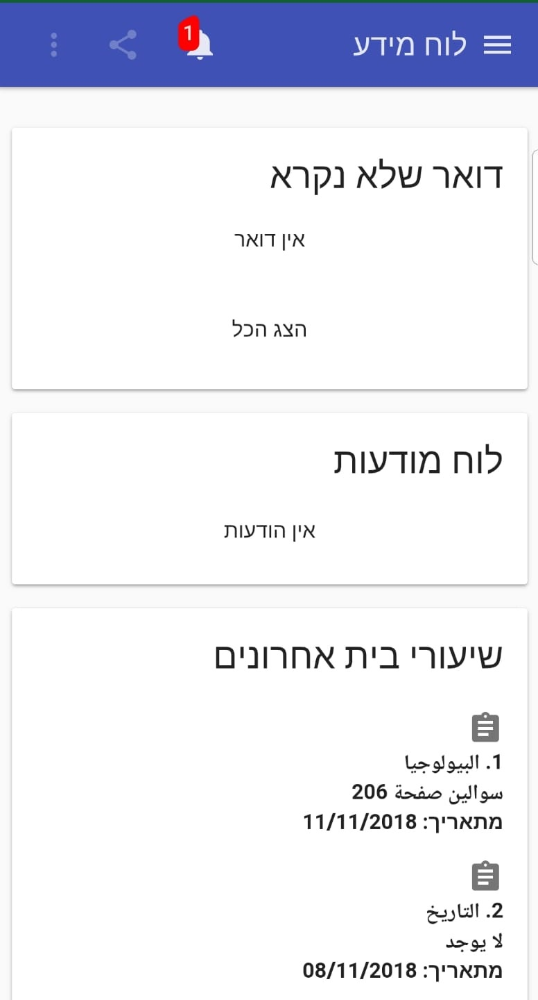 לוח מידע
1
דואר שלא נקרא
אין דואר
הצג הכל
לוח מודעות
אין הודעות
שיעורי בית אחרונים
1. البيولوجيا
سوالين صفحة 206
מתאריך: 11/11/2018
2. التاريخ
لا يوجد
מתאריך: 08/11/2018